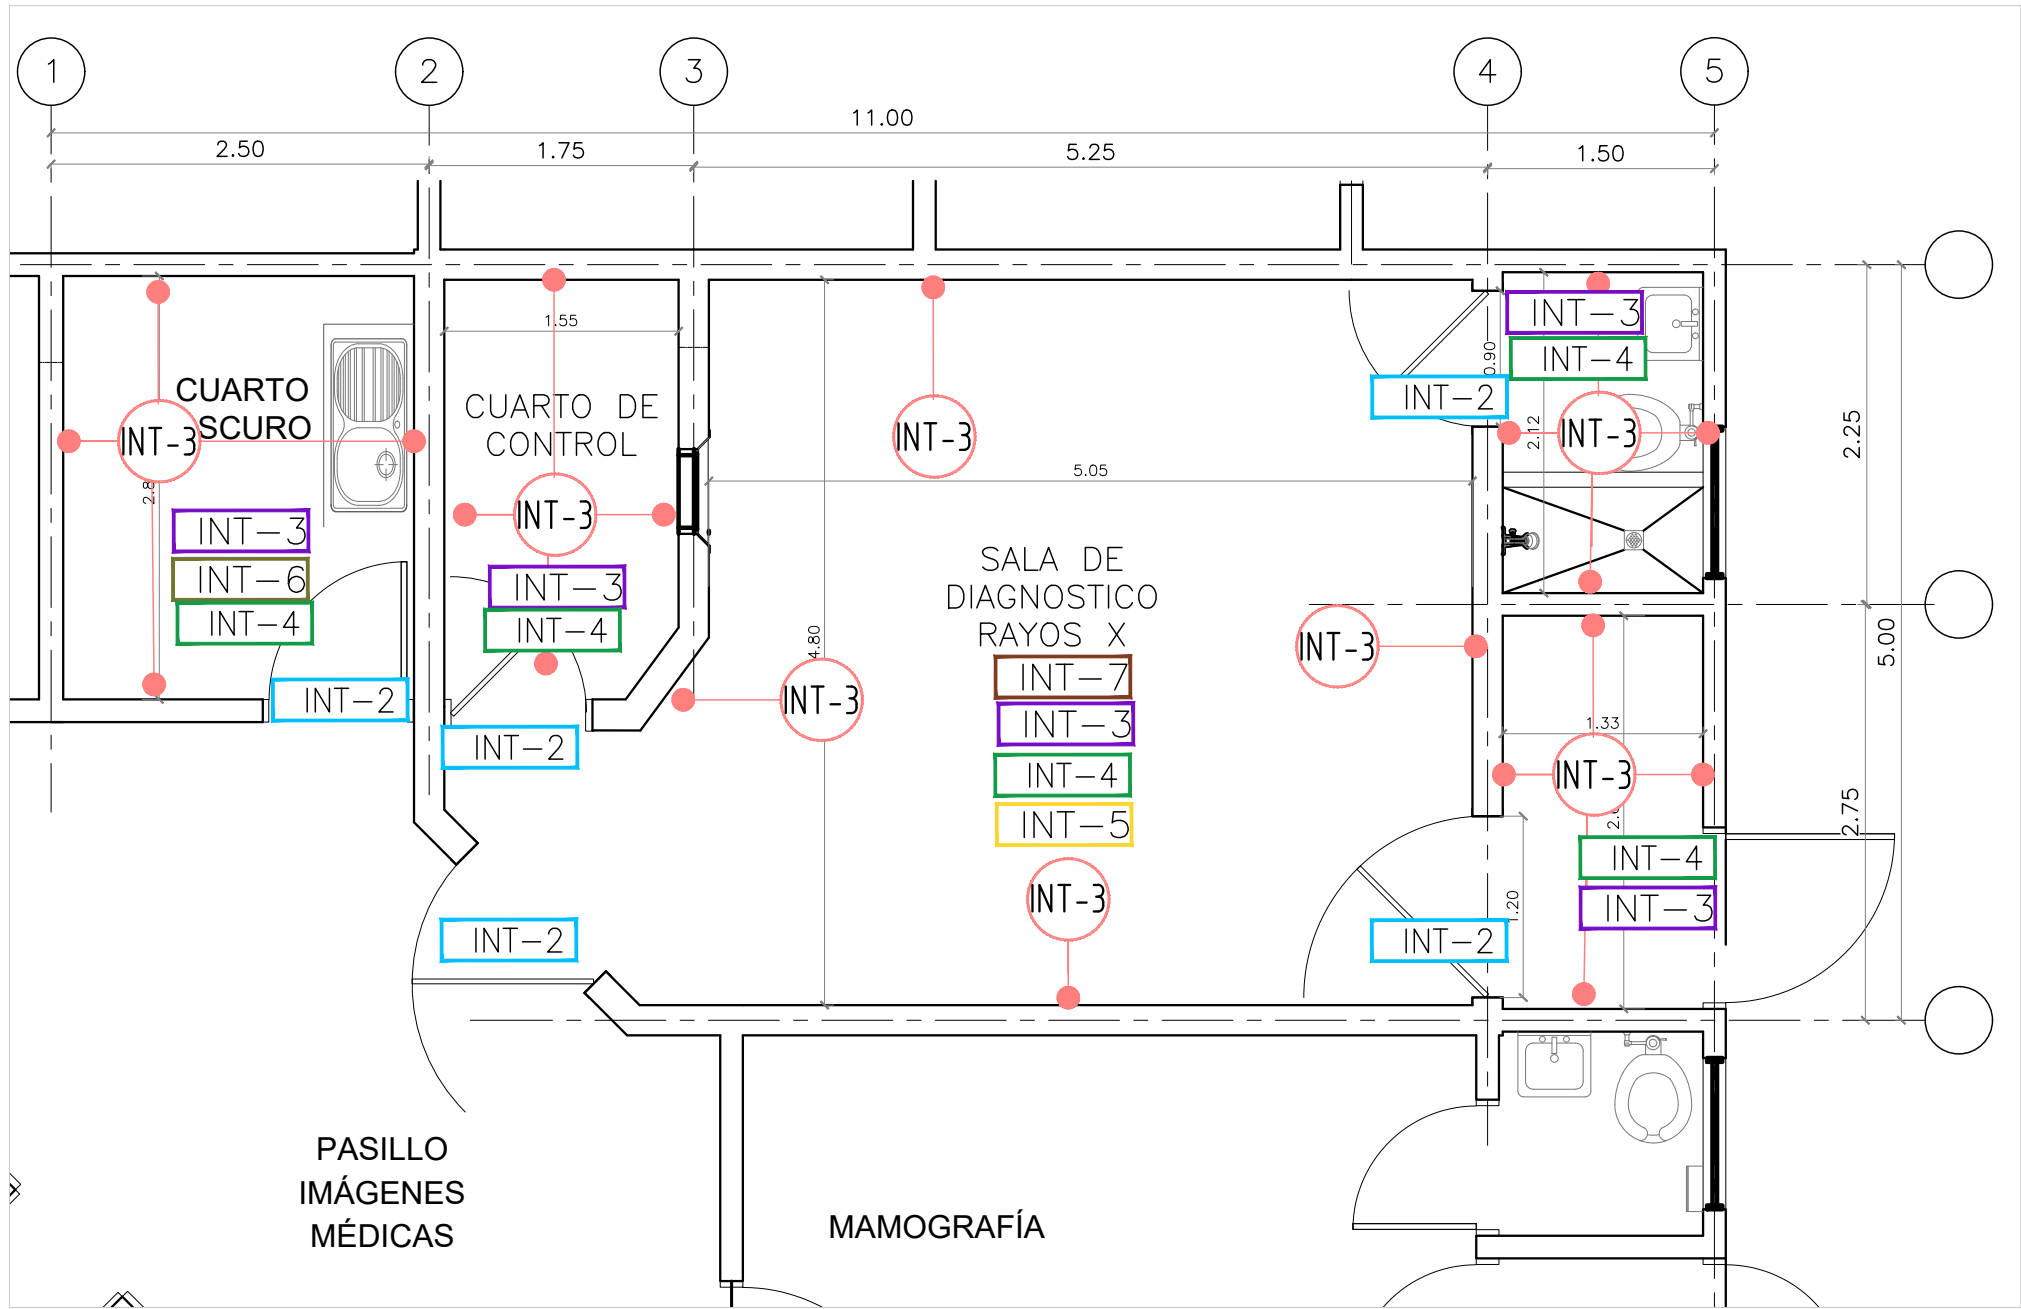 1
2
3
4
5
11.00
2.50
1.75
5.25
1.50
1.55
CUARTO
SCURO
INT-3
INT-3
INT-6
INT-4
INT-2
CUARTO DE
CONTROL
INT-3
INT-3
INT-4
INT-2
INT-2
INT-3
5.05
4.80
INT-3
SALA DE
DIAGNOSTICO
RAYOS X
INT-7
INT-3
INT-4
INT-5
INT-3
INT-3
INT-2
0.90
INT-3
INT-4
INT-3
2.12
2.25
5.00
2.75
1.33
INT-3
INT-4
INT-3
INT-2
1.20
PASILLO
IMÁGENES
MÉDICAS
MAMOGRAFÍA